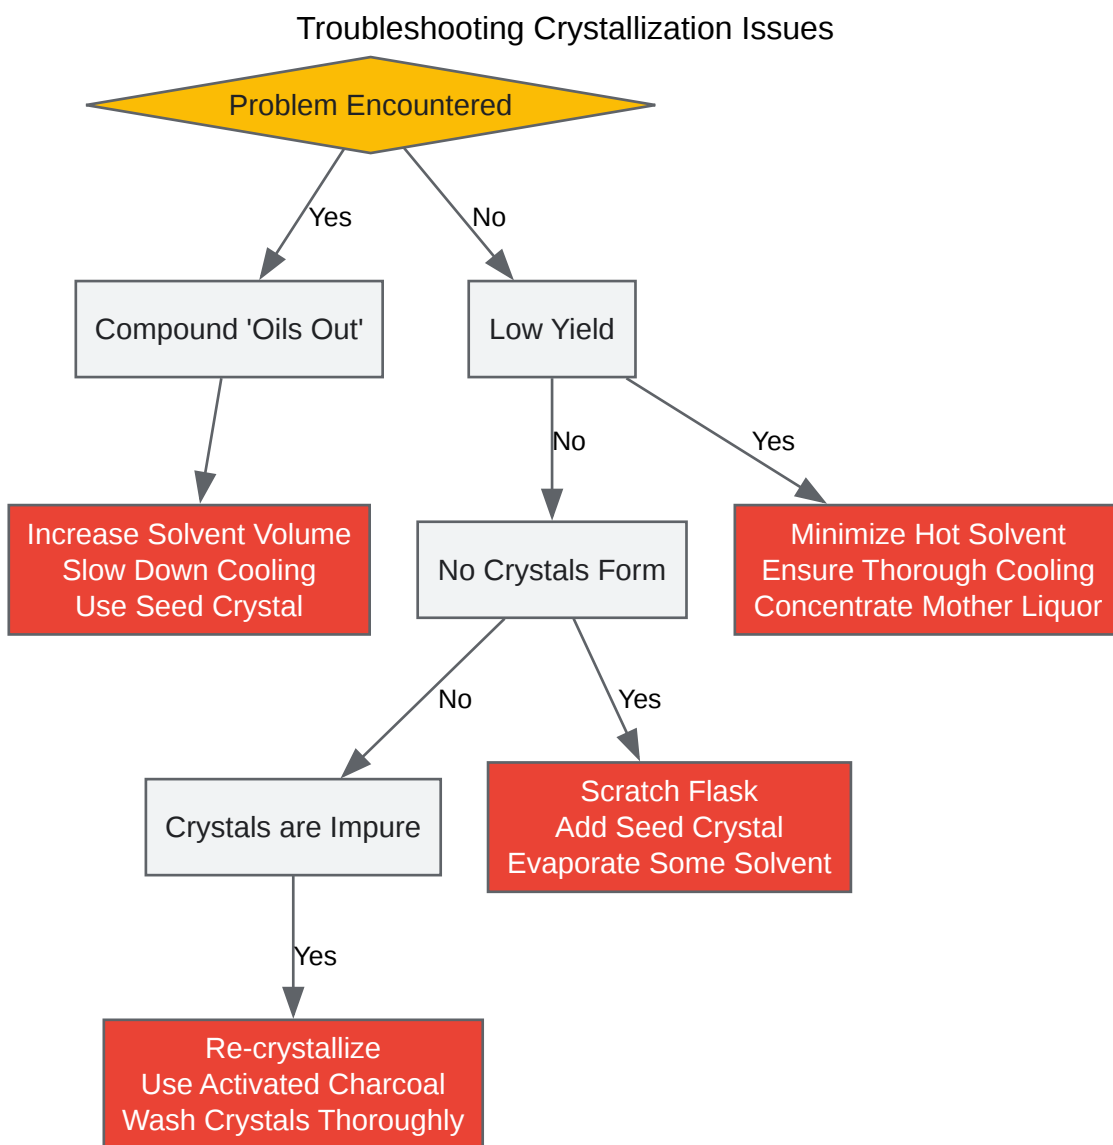 Troubleshooting Crystallization Issues
Problem Encountered
Yes
No
Compound 'Oils Out'
Low Yield
No
Yes
Increase Solvent Volume
Slow Down Cooling
Use Seed Crystal
No Crystals Form
Minimize Hot Solvent
Ensure Thorough Cooling
Concentrate Mother Liquor
No
Yes
Crystals are Impure
Scratch Flask
Add Seed Crystal
Evaporate Some Solvent
Yes
Re-crystallize
Use Activated Charcoal
Wash Crystals Thoroughly